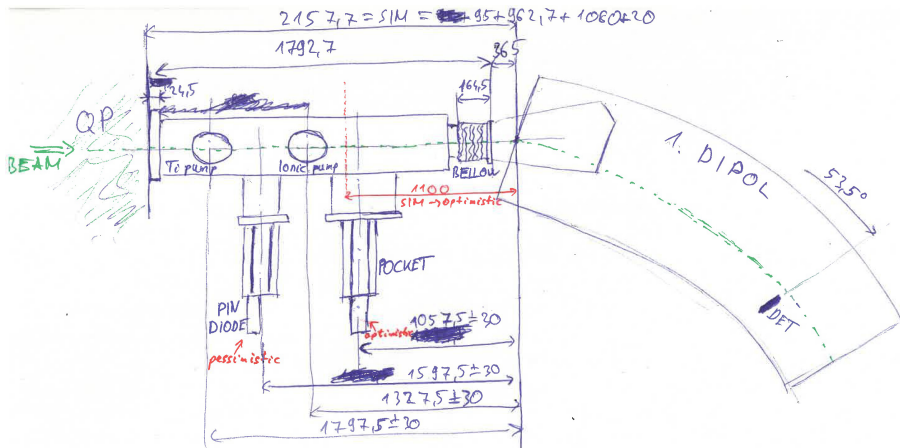 2157,7 = SIM = +95+962,7+1080+20
1792,7
365
24,5
164,5
QP
BEAM
Ti pump
Ionic pump
BELLOW
1. DIPOL
53,5°
1100
SIM → optimistic
POCKET
PIN
DIODE
DET
pessimistic
optimistic
1057,5 ± 30
1597,5 ± 30
1327,5 ± 30
1797,5 ± 30